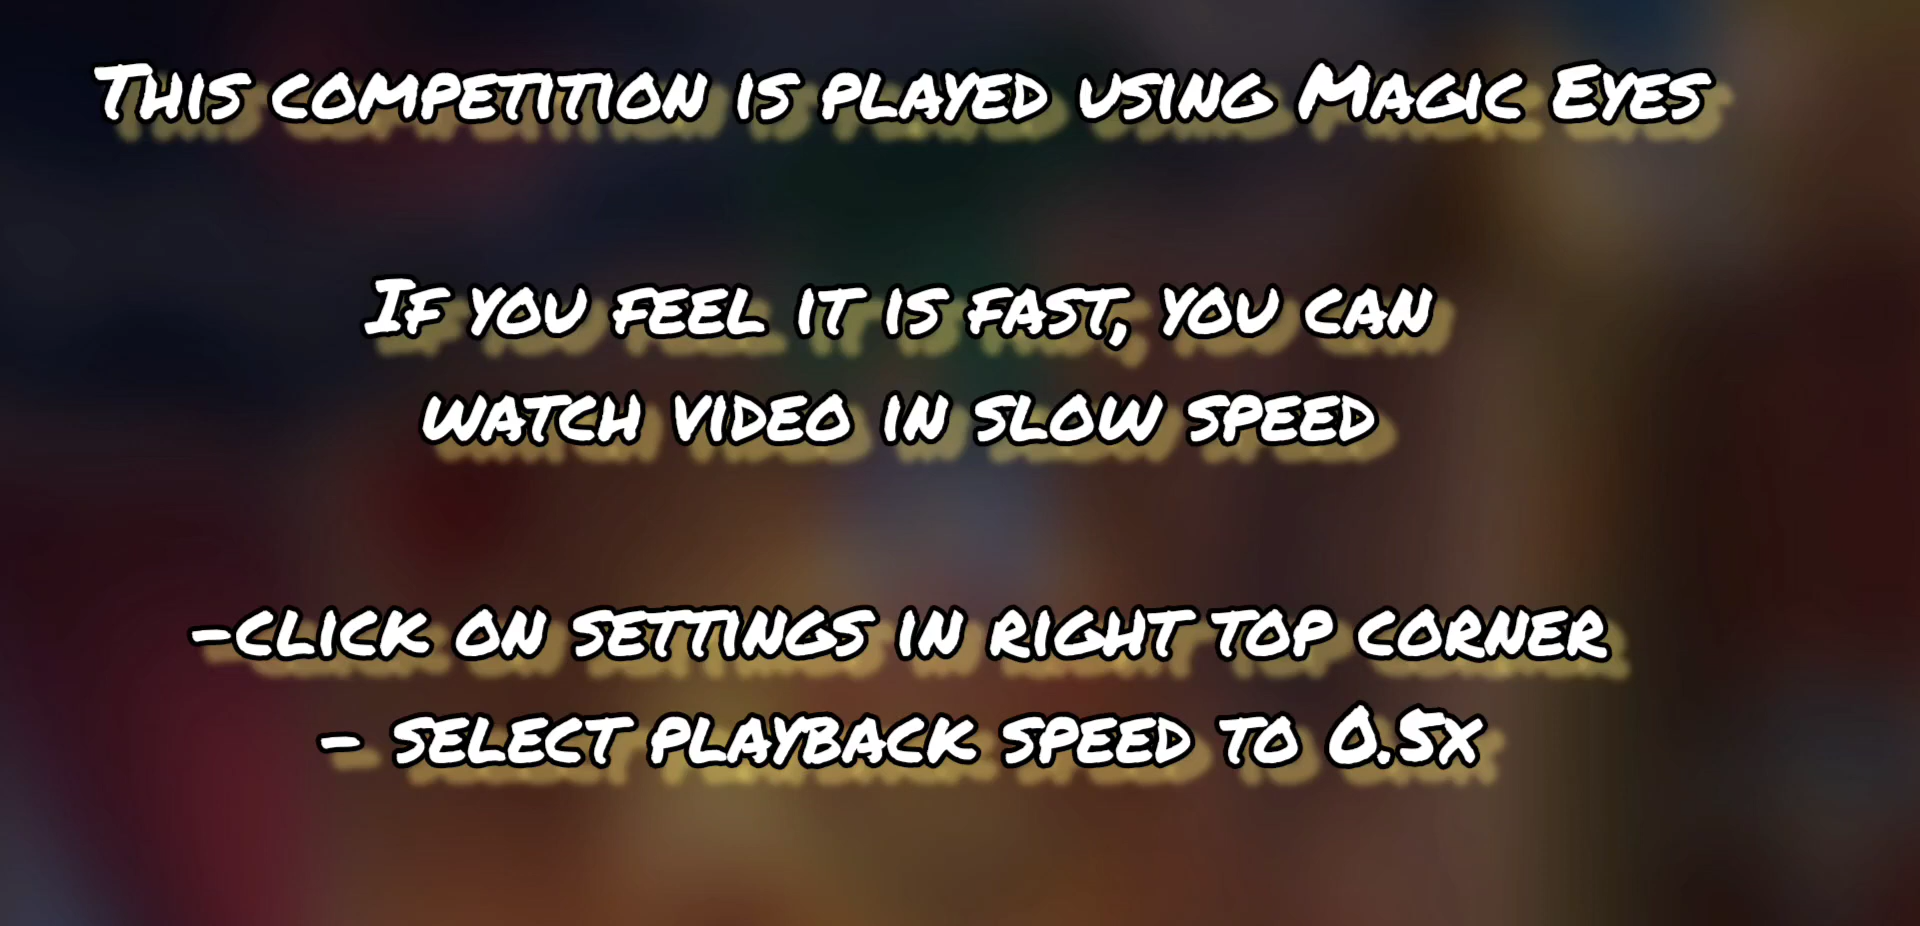 This competition is played using Magic Eyes
If you feel it is fast, you can
watch video in slow speed
-click on settings in right top corner
- select playback speed to 0.5x